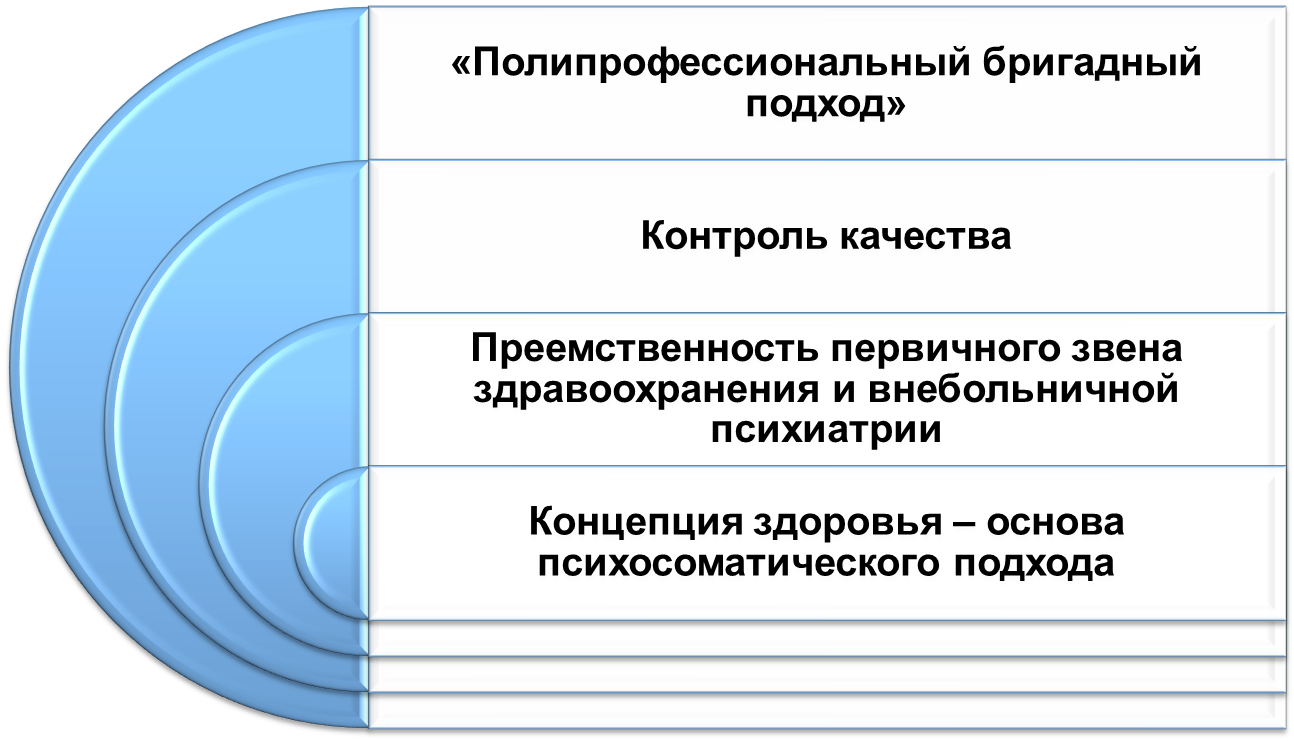 «Полипрофессиональный бригадный
подход»
Контроль качества
Преемственность первичного звена
здравоохранения и внебольничной
психиатрии
Концепция здоровья – основа
психосоматического подхода